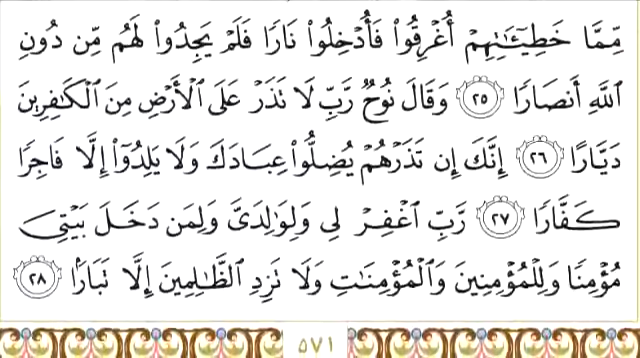 مِّمَّا خَطِيٓـَٰٔتِهِمْ أُغْرِقُوا۟ فَأُدْخِلُوا۟ نَارًا فَلَمْ يَجِدُوا۟ لَهُم مِّن دُونِ
ٱللَّهِ أَنصَارًا ٢٥ وَقَالَ نُوحٌ رَّبِّ لَا تَذَرْ عَلَى ٱلْأَرْضِ مِنَ ٱلْكَٰفِرِينَ
دَيَّارًا ٢٦ إِنَّكَ إِن تَذَرْهُمْ يُضِلُّوا۟ عِبَادَكَ وَلَا يَلِدُوٓا۟ إِلَّا فَاجِرًا
كَفَّارًا ٢٧ رَّبِّ ٱغْفِرْ لِى وَلِوَٰلِدَىَّ وَلِمَن دَخَلَ بَيْتِىَ
مُؤْمِنًا وَلِلْمُؤْمِنِينَ وَٱلْمُؤْمِنَٰتِ وَلَا تَزِدِ ٱلظَّٰلِمِينَ إِلَّا تَبَارًۢا ٢٨
٥٧١